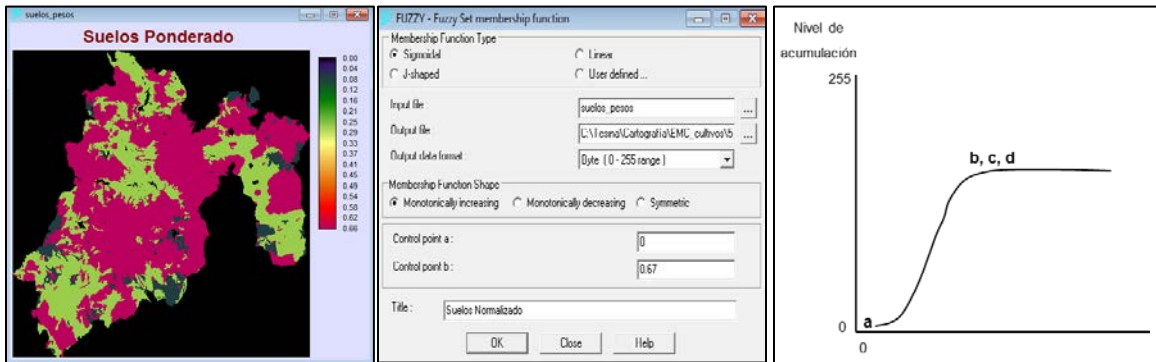 suelos_pesos
Suelos Ponderado
0.00
0.04
0.08
0.12
0.16
0.21
0.25
0.29
0.33
0.37
0.41
0.45
0.49
0.54
0.58
0.62
0.66
FUZZY - Fuzzy Set membership function
Membership Function Type
Sigmoidal
Linear
J-shaped
User defined ...
Input file :
suelos_pesos
...
Output file :
C:\Tesina\Cartografia\EMC_cultivos\5
...
Output data format :
Byte ( 0 - 255 range )
Membership Function Shape
Monotonically increasing
Monotonically decreasing
Symmetric
Control point a :
0
Control point b :
0.67
Title :
Suelos Normalizado
OK
Close
Help
Nivel de
acumulación
255
b, c, d
a
0
0